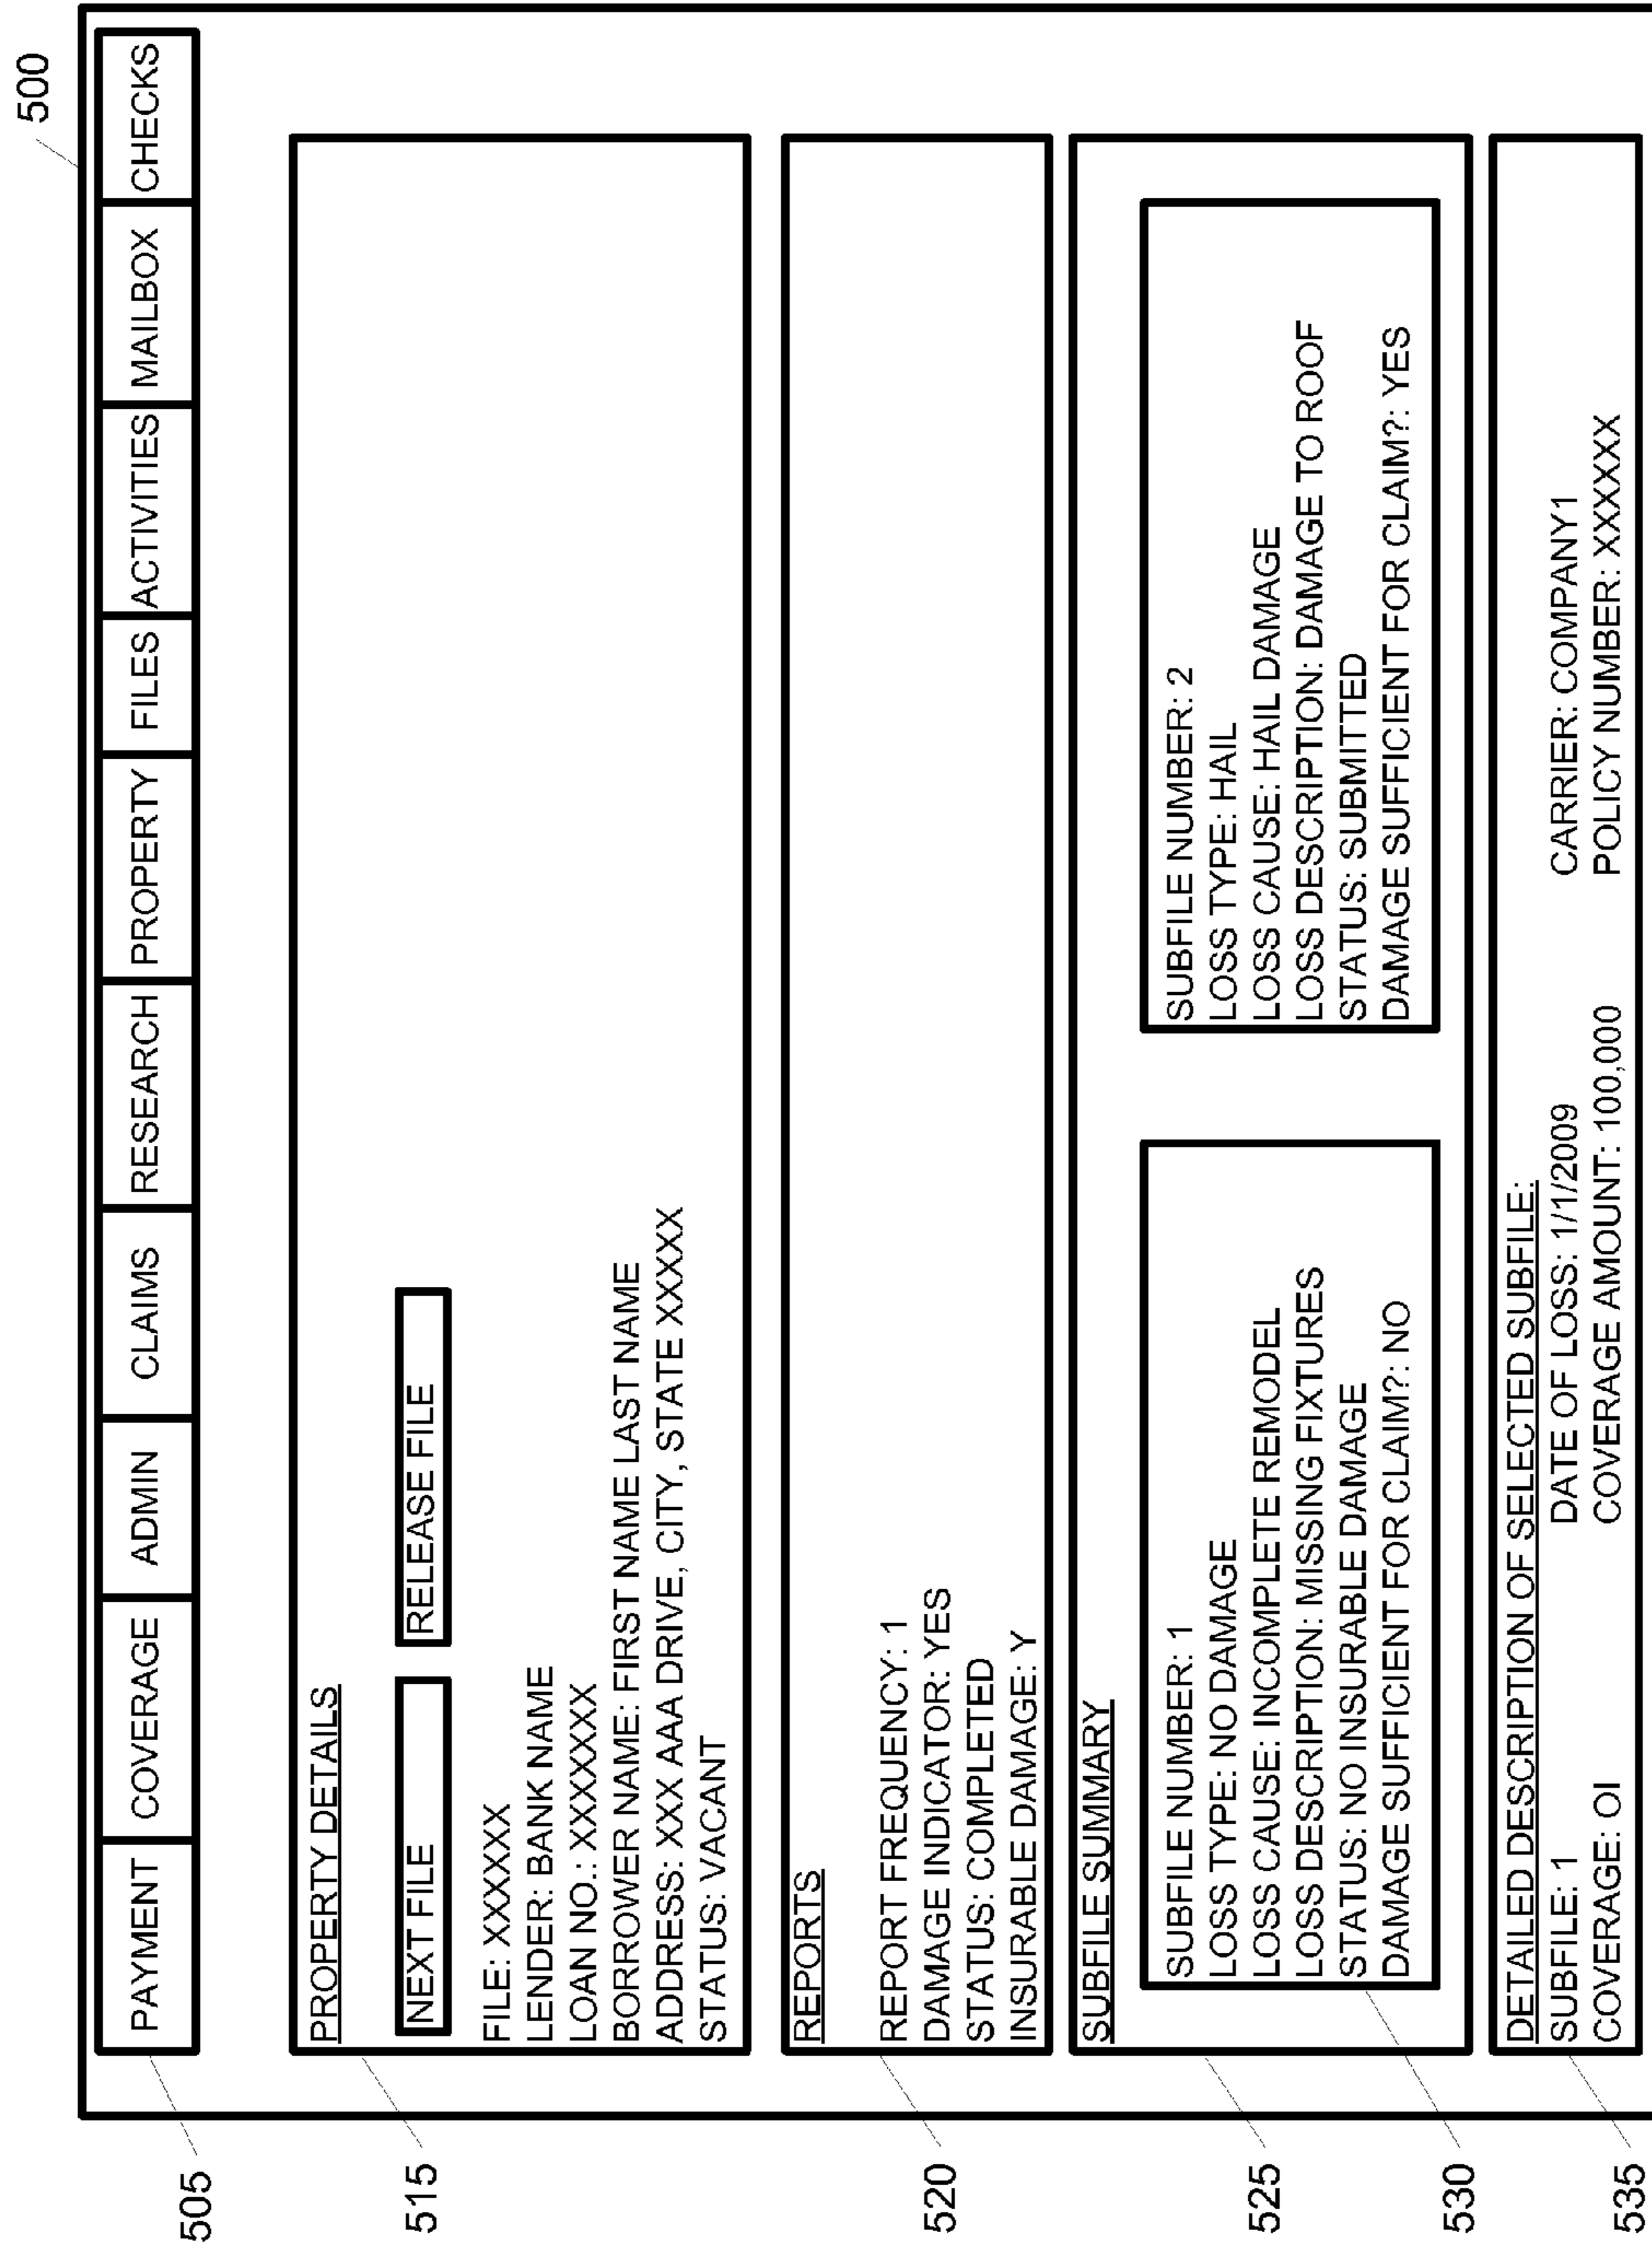 500
505
PAYMENT COVERAGE ADMIN CLAIMS RESEARCH PROPERTY FILES ACTIVITIES MAILBOX CHECKS
515
PROPERTY DETAILS
NEXT FILE RELEASE FILE
FILE: XXXXXX
LENDER: BANK NAME
LOAN NO.: XXXXXXXX
BORROWER NAME: FIRST NAME LAST NAME
ADDRESS: XXX AAA DRIVE, CITY, STATE XXXXX
STATUS: VACANT
520
REPORTS
REPORT FREQUENCY: 1
DAMAGE INDICATOR: YES
STATUS: COMPLETED
INSURABLE DAMAGE: Y
525
SUBFILE SUMMARY
530
SUBFILE NUMBER: 1
LOSS TYPE: NO DAMAGE
LOSS CAUSE: INCOMPLETE REMODEL
LOSS DESCRIPTION: MISSING FIXTURES
STATUS: NO INSURABLE DAMAGE
DAMAGE SUFFICIENT FOR CLAIM?: NO
SUBFILE NUMBER: 2
LOSS TYPE: HAIL
LOSS CAUSE: HAIL DAMAGE
LOSS DESCRIPTION: DAMAGE TO ROOF
STATUS: SUBMITTED
DAMAGE SUFFICIENT FOR CLAIM?: YES
535
DETAILED DESCRIPTION OF SELECTED SUBFILE:
SUBFILE: 1 DATE OF LOSS: 1/1/2009 CARRIER: COMPANY1
COVERAGE: OI COVERAGE AMOUNT: 100,000 POLICY NUMBER: XXXXXX